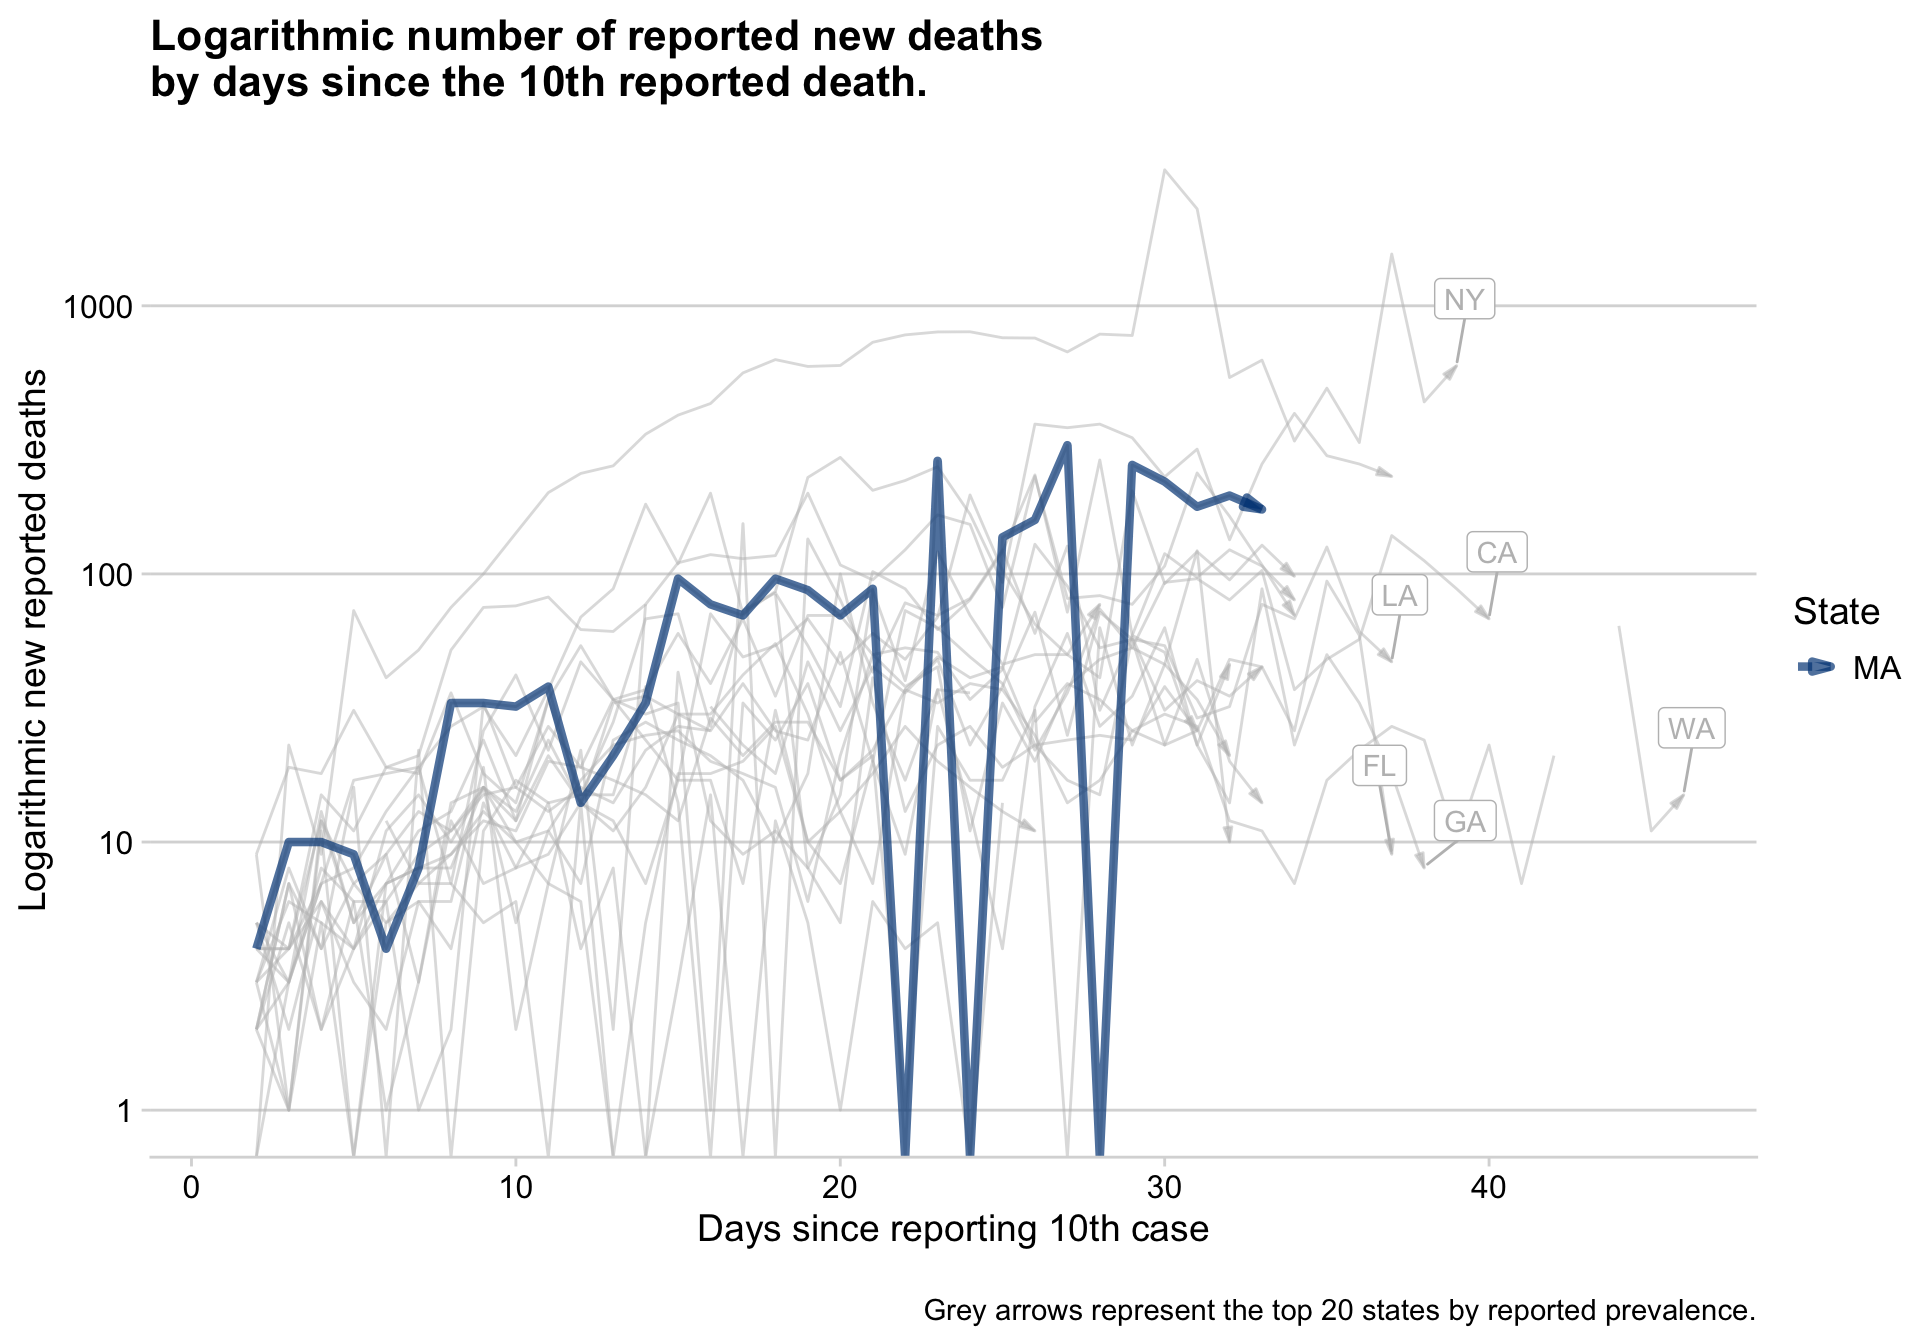 Logarithmic number of reported new deaths
by days since the 10th reported death.
Logarithmic new reported deaths
1000
100
10
1
NY
CA
LA
WA
FL
GA
State
MA
0 10 20 30 40
Days since reporting 10th case
Grey arrows represent the top 20 states by reported prevalence.